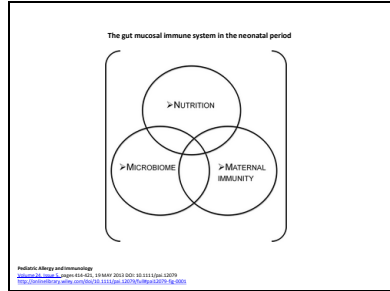 The gut mucosal immune system in the neonatal period
➢NUTRITION
➢MICROBIOME
➢MATERNAL
IMMUNITY
Pediatric Allergy and Immunology
Volume 24, Issue 5, pages 414-421, 19 MAY 2013 DOI: 10.1111/pai.12079
http://onlinelibrary.wiley.com/doi/10.1111/pai.12079/full#pai12079-fig-0001